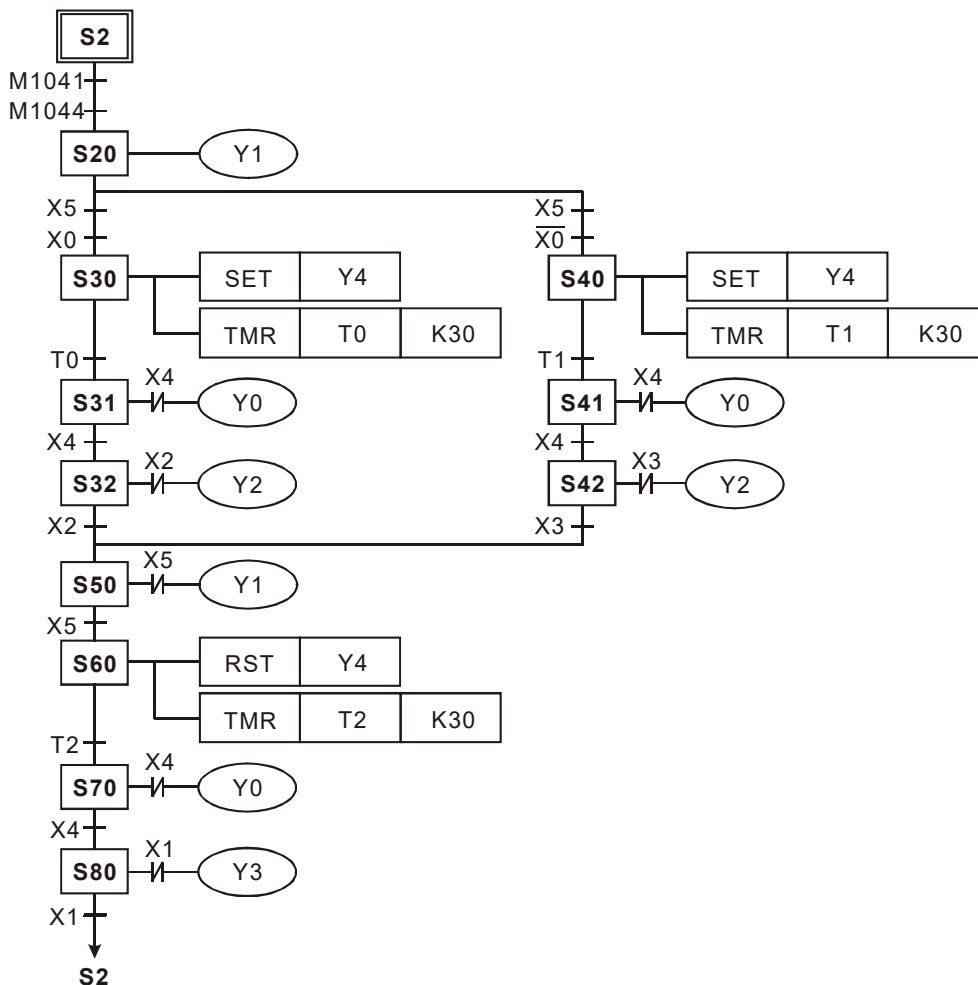 S2
M1041
M1044
S20 Y1
X5 X5
X0 X̅0̅
S30 SET Y4 S40 SET Y4
TMR T0 K30 TMR T1 K30
T0 X4 T1 X4
S31 Y0 S41 Y0
X4 X2 X4 X3
S32 Y2 S42 Y2
X2 X3
X5
S50 Y1
X5
S60 RST Y4
TMR T2 K30
T2 X4
S70 Y0
X4 X1
S80 Y3
X1
S2